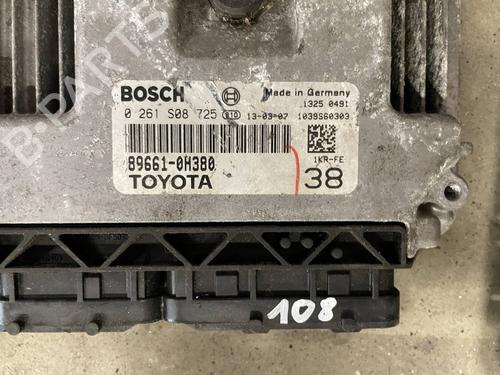 B-PARTS
BOSCH Made in Germany
1325 0491
0 261 S08 725 010 13-03-07 1039S60303
89661-0H380 1KR-FE
TOYOTA 38
108